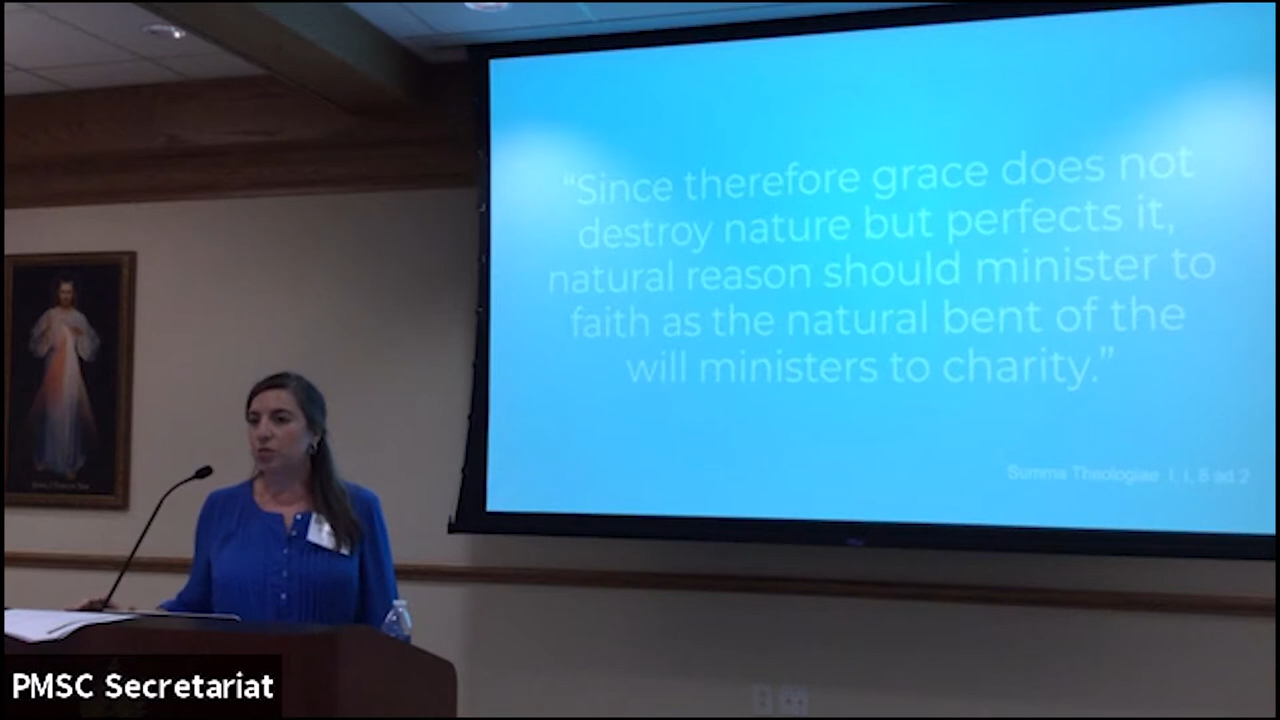 “Since therefore grace does not
destroy nature but perfects it,
natural reason should minister to
faith as the natural bent of the
will ministers to charity.”
Summa Theologiae I, I, 8 ad 2
PMSC Secretariat